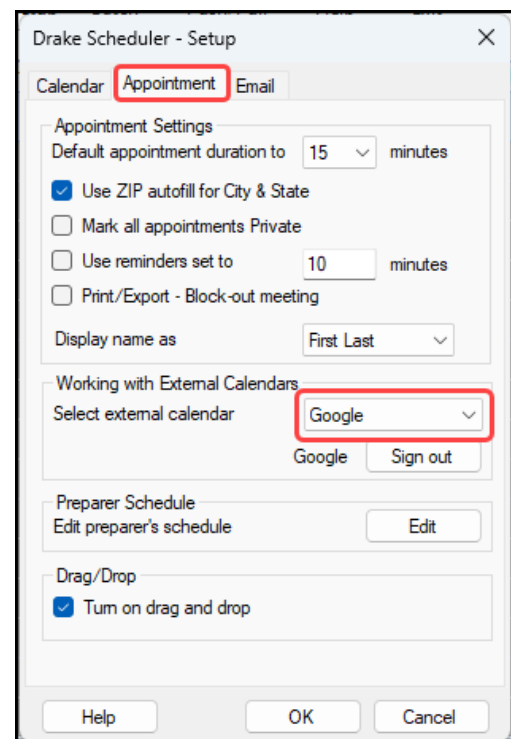 Drake Scheduler - Setup
Calendar Appointment Email
Appointment Settings
Default appointment duration to 15 minutes
Use ZIP autofill for City & State
Mark all appointments Private
Use reminders set to 10 minutes
Print/Export - Block-out meeting
Display name as First Last
Working with External Calendars
Select external calendar Google
Google Sign out
Preparer Schedule
Edit preparer's schedule Edit
Drag/Drop
Turn on drag and drop
Help OK Cancel